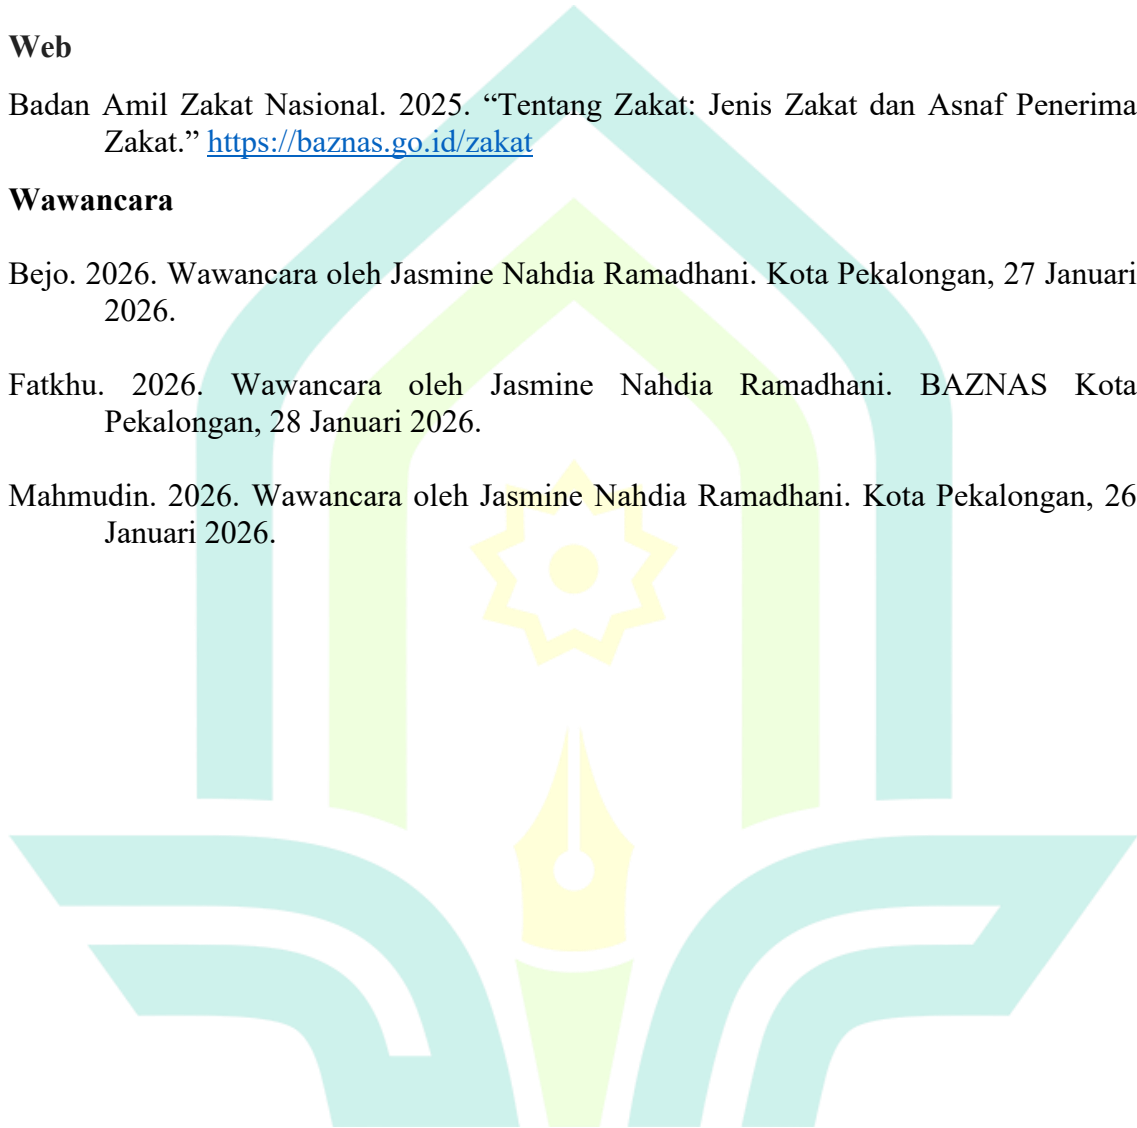 Web
Badan Amil Zakat Nasional. 2025. “Tentang Zakat: Jenis Zakat dan Asnaf Penerima
Zakat.” https://baznas.go.id/zakat
Wawancara
Bejo. 2026. Wawancara oleh Jasmine Nahdia Ramadhani. Kota Pekalongan, 27 Januari
2026.
Fatkhu. 2026. Wawancara oleh Jasmine Nahdia Ramadhani. BAZNAS Kota
Pekalongan, 28 Januari 2026.
Mahmudin. 2026. Wawancara oleh Jasmine Nahdia Ramadhani. Kota Pekalongan, 26
Januari 2026.